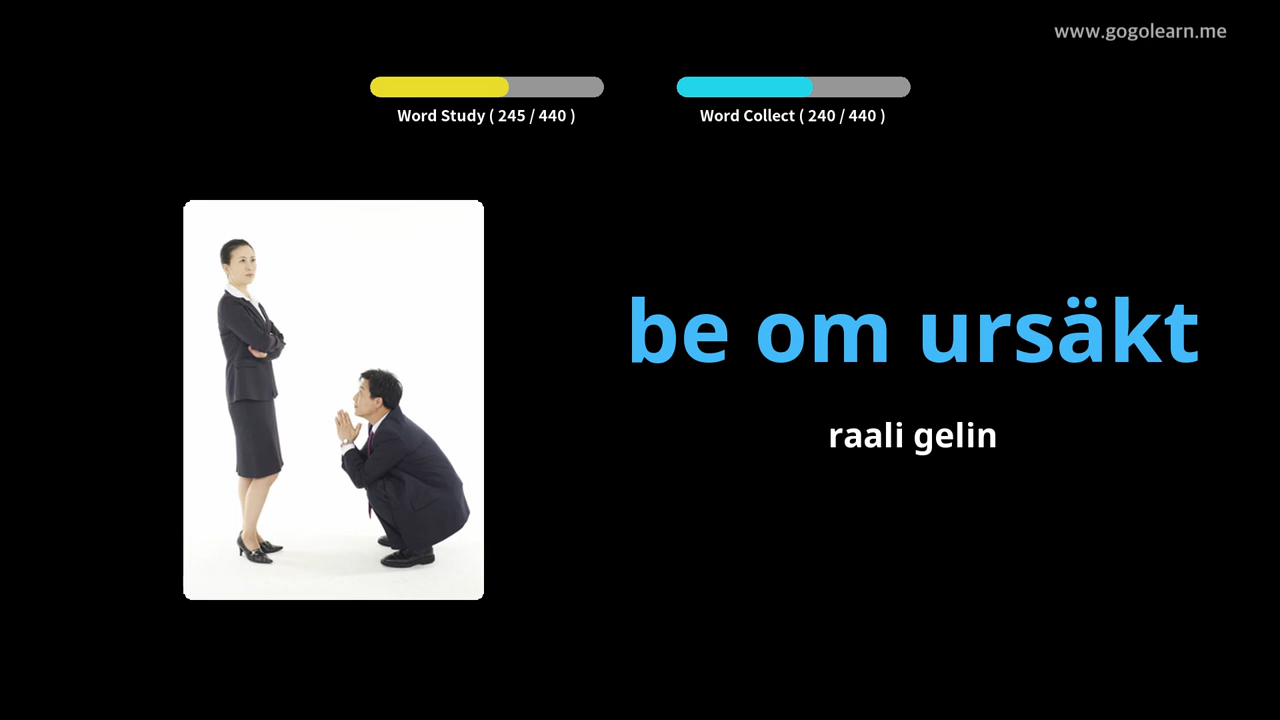 www.gogolearn.me
Word Study ( 245 / 440 )
Word Collect ( 240 / 440 )
be om ursäkt
raali gelin